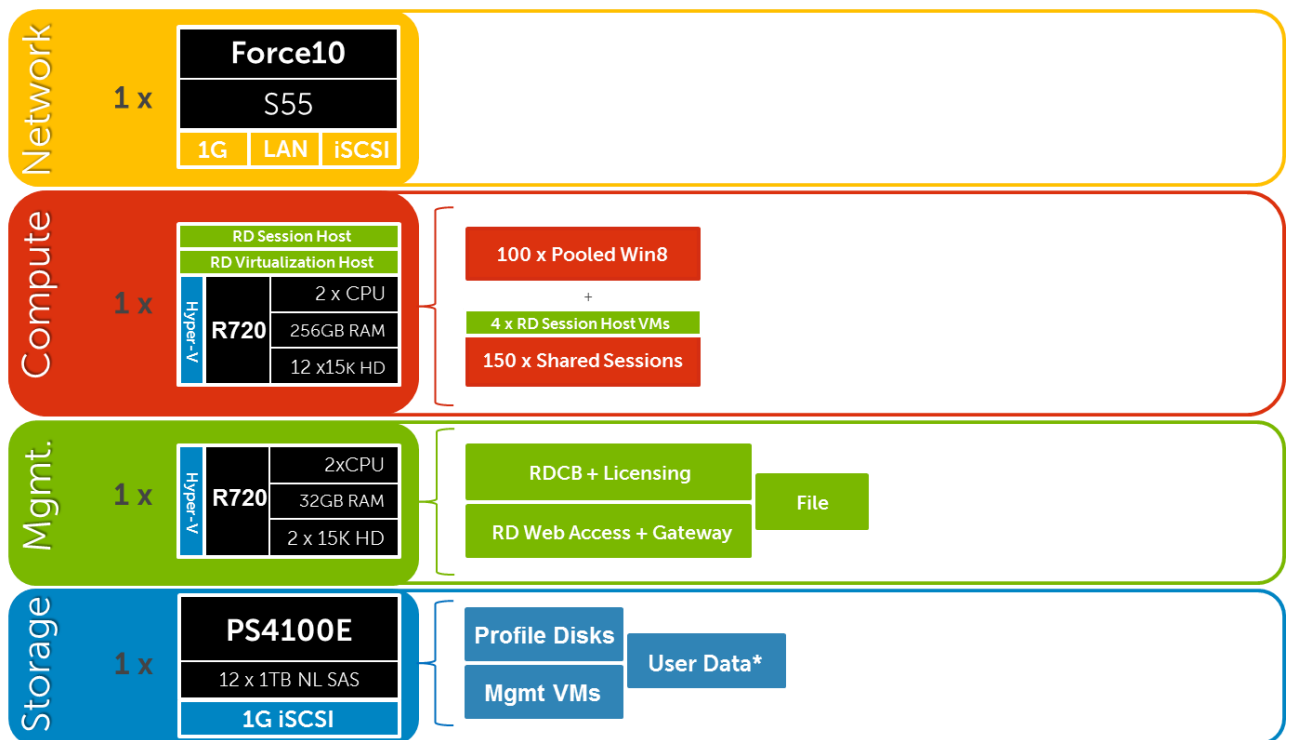 Network
1 x
Force10
S55
1G LAN iSCSI
Compute
1 x
RD Session Host
RD Virtualization Host
Hyper-V
R720
2 x CPU
256GB RAM
12 x15K HD
100 x Pooled Win8
+
4 x RD Session Host VMs
150 x Shared Sessions
Mgmt.
1 x
Hyper-V
R720
2xCPU
32GB RAM
2 x 15K HD
RDCB + Licensing
RD Web Access + Gateway
File
Storage
1 x
PS4100E
12 x 1TB NL SAS
1G iSCSI
Profile Disks
Mgmt VMs
User Data*